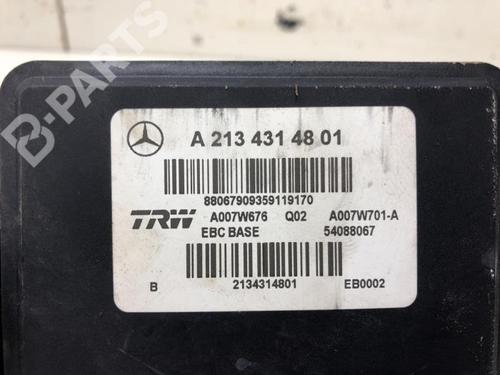 B-PARTS
A 213 431 48 01
88067909359119170
TRW A007W676 Q02 A007W701-A
EBC BASE 54088067
B 2134314801 EB0002